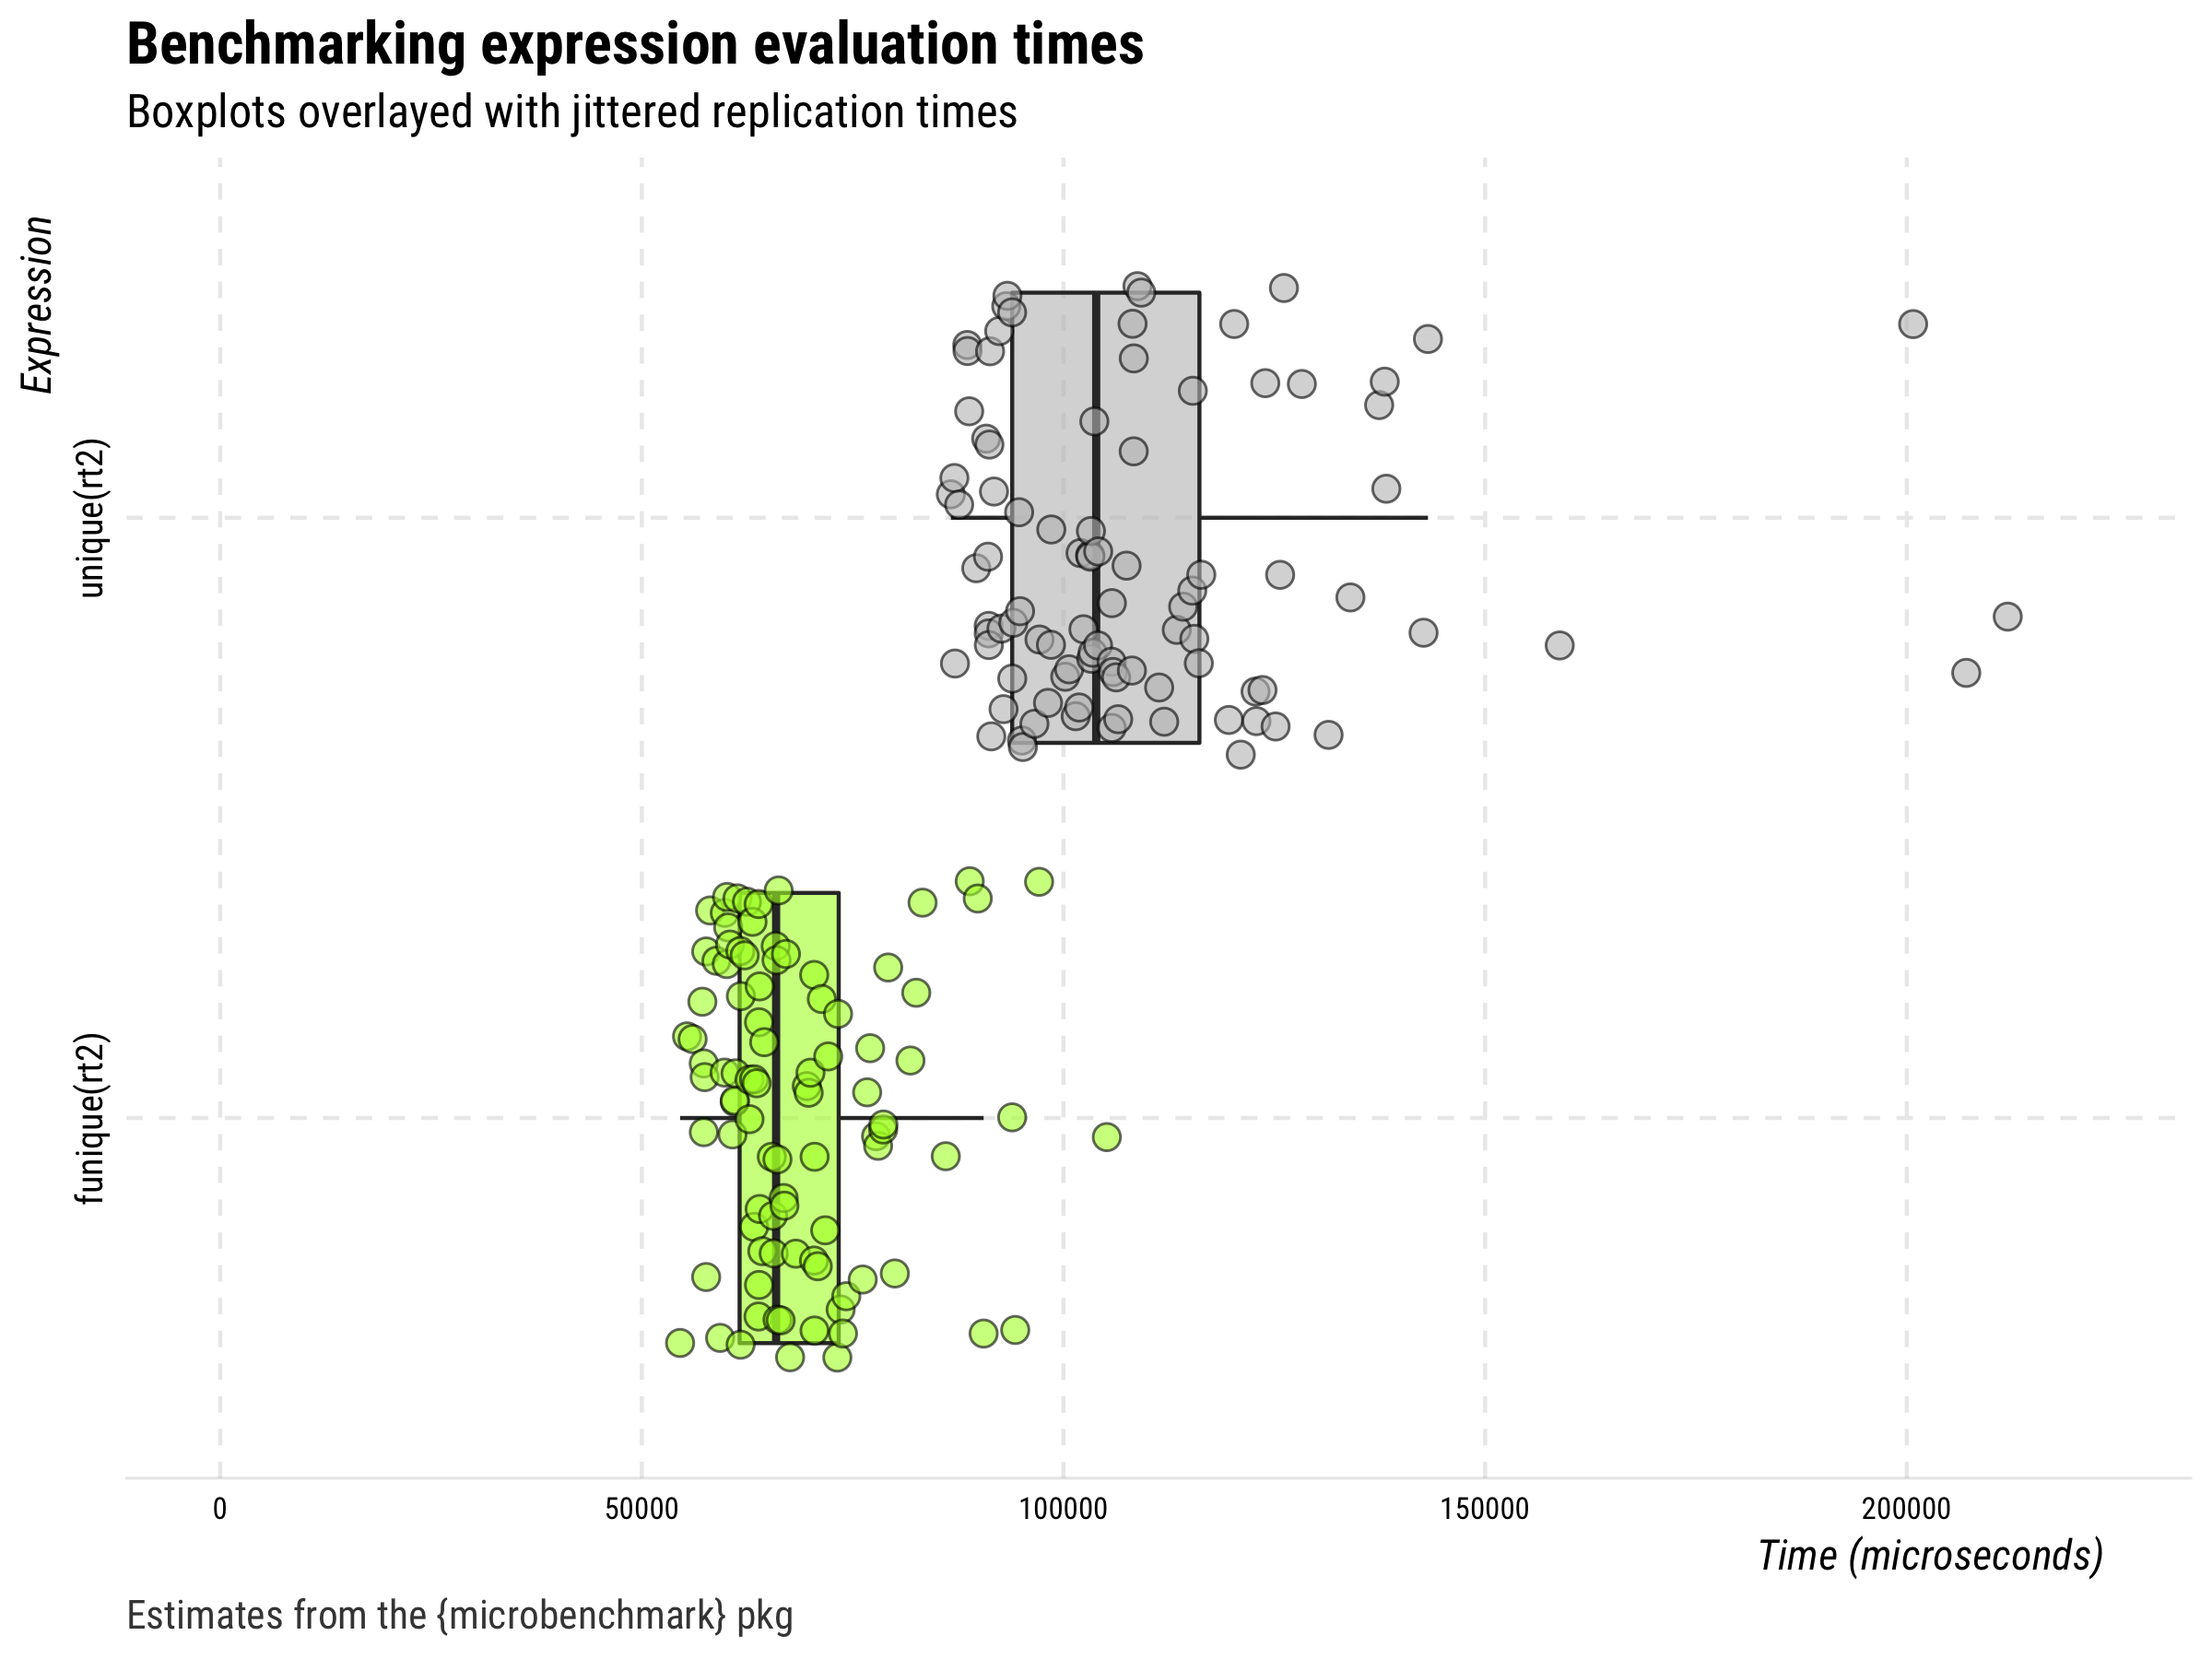 Benchmarking expression evaluation times
Boxplots overlayed with jittered replication times
Expression
unique(rt2)
funique(rt2)
0 50000 100000 150000 200000
Time (microseconds)
Estimates from the {microbenchmark} pkg